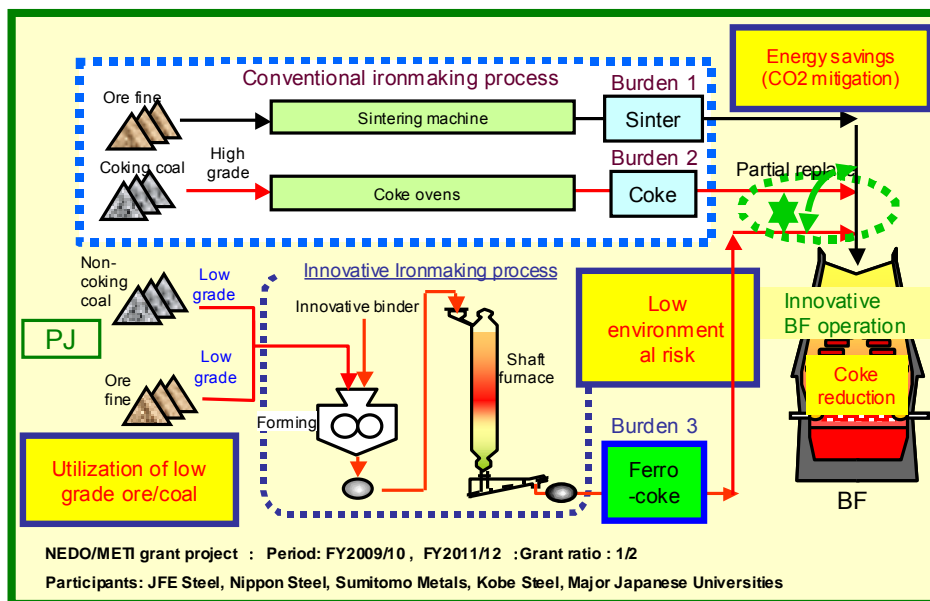 Energy savings
(CO2 mitigation)
Conventional ironmaking process
Burden 1
Ore fine
Sintering machine
Sinter
Coking coal
High
grade
Burden 2
Partial replace
Coke ovens
Coke
Non-
coking
coal
Low
grade
Innovative Ironmaking process
Innovative binder
Low
environment
al risk
Innovative
BF operation
PJ
Low
grade
Shaft
furnace
Coke
reduction
Ore
fine
Forming
Burden 3
Utilization of low
grade ore/coal
Ferro
-coke
BF
NEDO/METI grant project : Period: FY2009/10 , FY2011/12 :Grant ratio : 1/2
Participants: JFE Steel, Nippon Steel, Sumitomo Metals, Kobe Steel, Major Japanese Universities